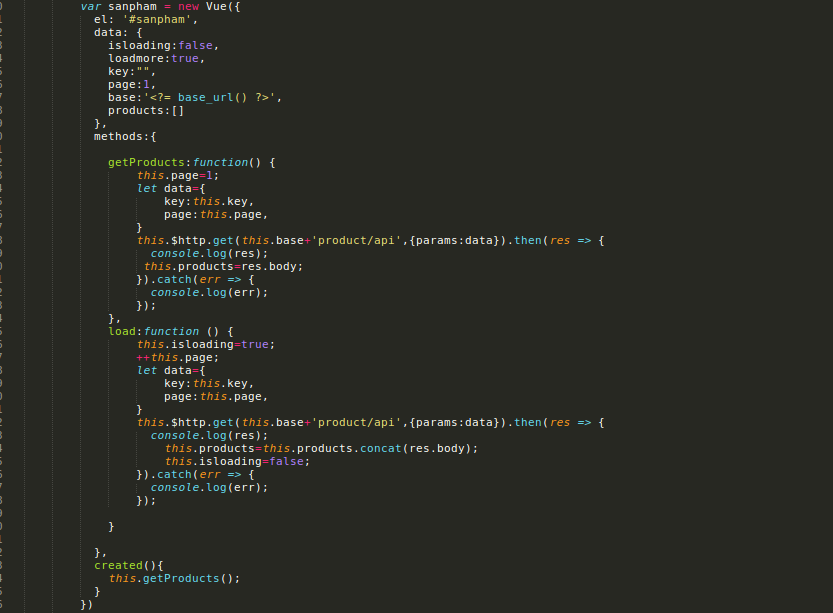 var sanpham = new Vue({
el: '#sanpham',
data: {
isloading:false,
loadmore:true,
key:"",
page:1,
base:'<?= base_url() ?>',
products:[]
},
methods:{
getProducts:function() {
this.page=1;
let data={
key:this.key,
page:this.page,
}
this.$http.get(this.base+'product/api',{params:data}).then(res => {
console.log(res);
this.products=res.body;
}).catch(err => {
console.log(err);
});
},
load:function () {
this.isloading=true;
++this.page;
let data={
key:this.key,
page:this.page,
}
this.$http.get(this.base+'product/api',{params:data}).then(res => {
console.log(res);
this.products=this.products.concat(res.body);
this.isloading=false;
}).catch(err => {
console.log(err);
});
}
},
created(){
this.getProducts();
}
})